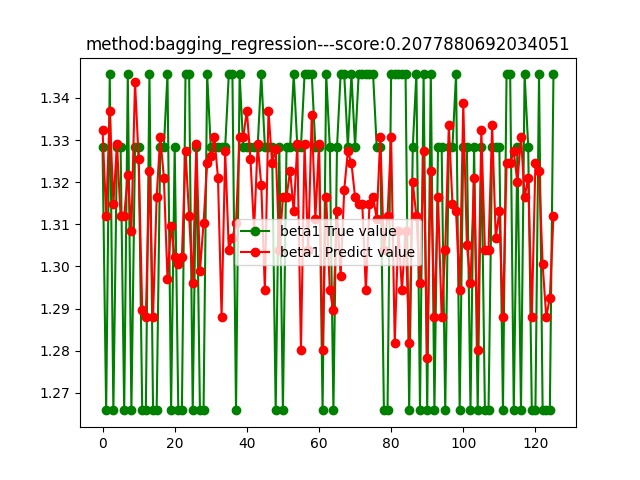 method:bagging_regression---score:0.2077880692034051
1.34
1.33
1.32
1.31
1.30
1.29
1.28
1.27
beta1 True value
beta1 Predict value
0 20 40 60 80 100 120